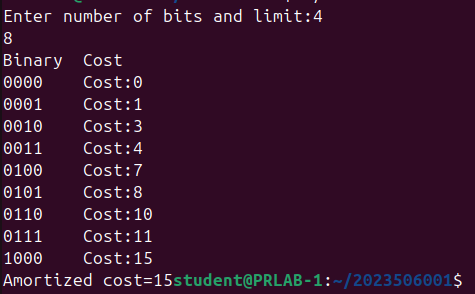 Enter number of bits and limit:4
8
Binary  Cost
0000    Cost:0
0001    Cost:1
0010    Cost:3
0011    Cost:4
0100    Cost:7
0101    Cost:8
0110    Cost:10
0111    Cost:11
1000    Cost:15
Amortized cost=15student@PRLAB-1:~/2023506001$